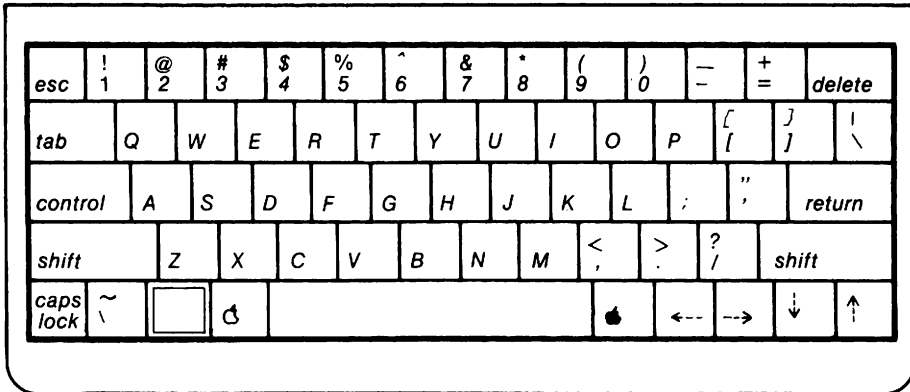 ! @ # $ % ^ & * ( ) — +
esc 1 2 3 4 5 6 7 8 9 0 - = delete
{ } |
tab Q W E R T Y U I O P [ ] \
"
control A S D F G H J K L ; ' return
< > ?
shift Z X C V B N M , . / shift
caps ~
lock \